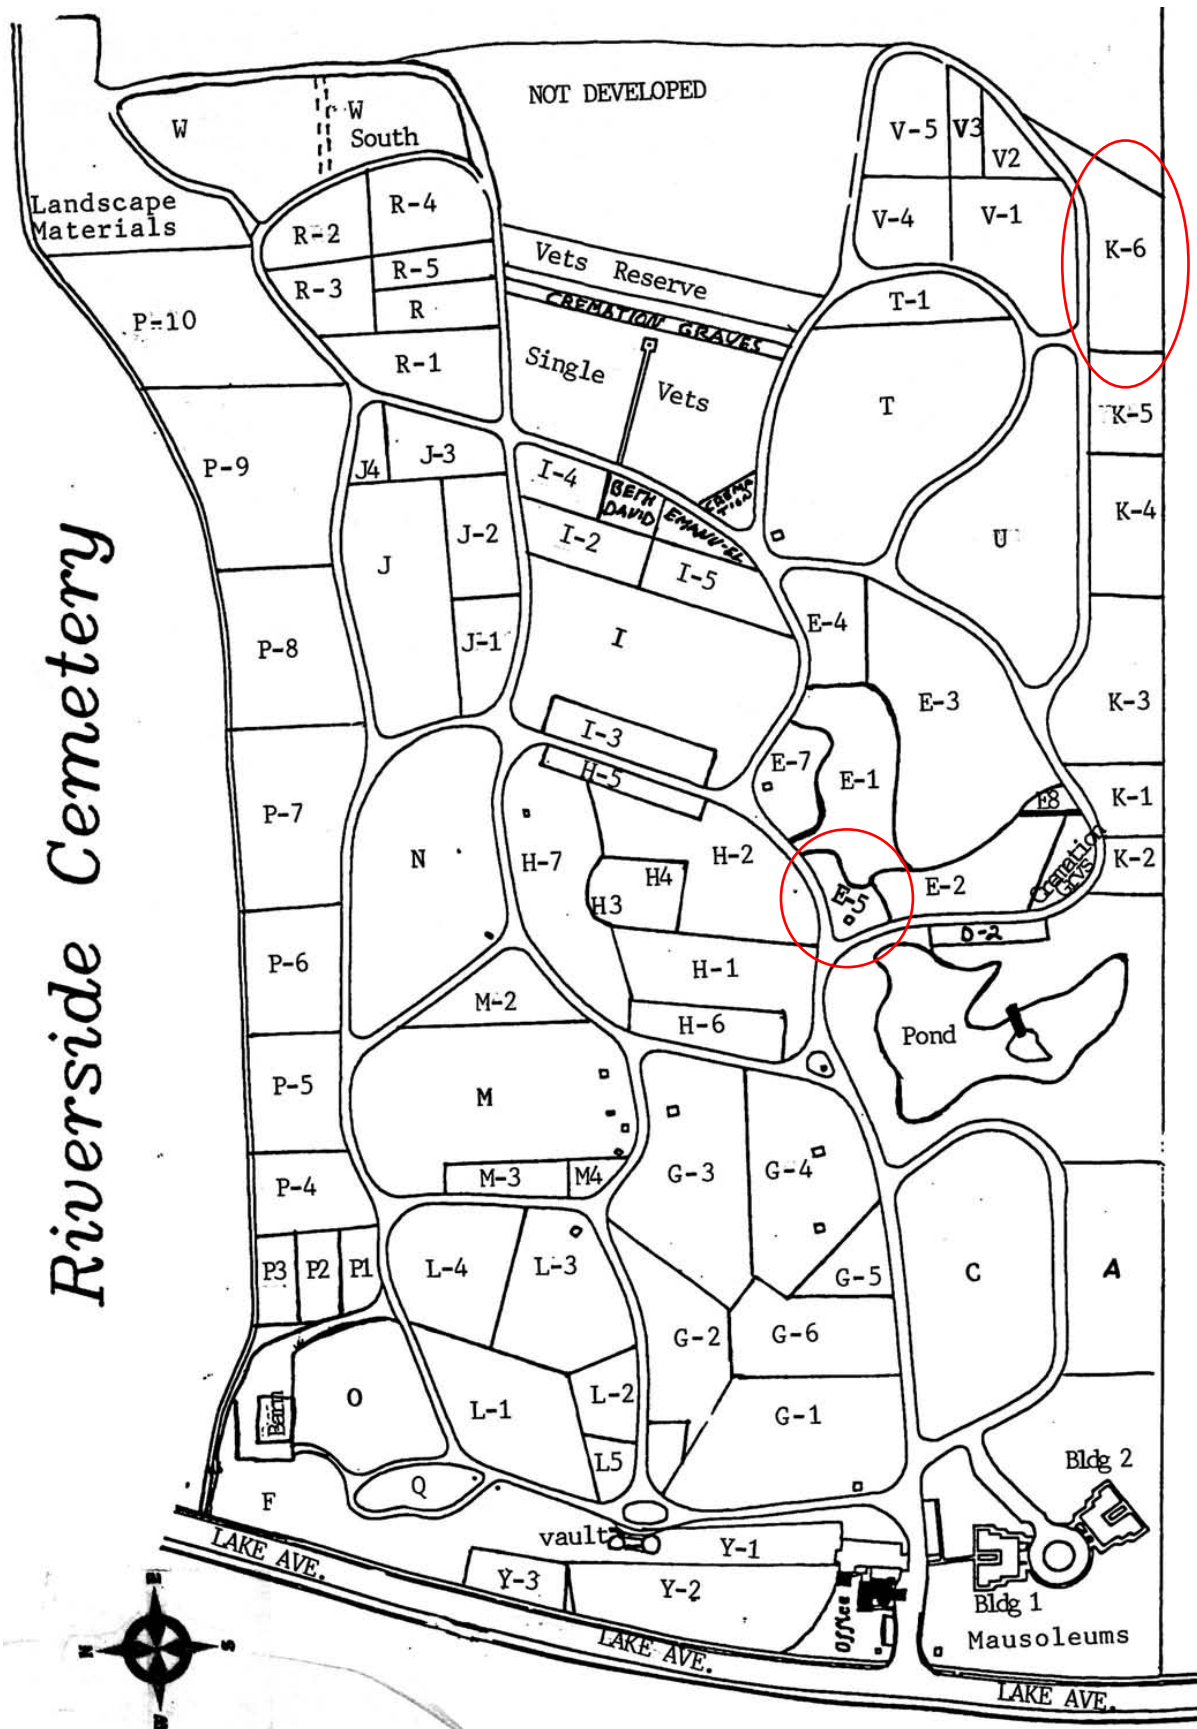 NOT DEVELOPED
W
W
South
V-5
V3
V2
Landscape
Materials
R-2
R-4
V-4
V-1
K-6
R-3
R-5
R
Vets Reserve
T-1
P-10
CREMATION GRAVES
R-1
Single
Vets
T
K-5
P-9
J4
J-3
I-4
BETH
DAVID
EMANU-EL
CREMA
TION
K-4
J-2
I-2
I-5
U
J
E-4
P-8
J-1
I
E-3
K-3
I-3
H-5
E-7
E-1
E8
K-1
P-7
N
H-7
H-2
H4
H3
E-5
E-2
Cremation
Grvs
K-2
D-2
P-6
H-1
M-2
H-6
Pond
P-5
M
G-3
G-4
P-4
M-3
M4
P3
P2
P1
L-4
L-3
G-5
C
A
G-2
G-6
O
Barn
L-1
L-2
G-1
L5
Q
F
Bldg 2
vault
Y-1
Y-3
Y-2
Office
Bldg 1
Mausoleums
LAKE AVE.
LAKE AVE.
LAKE AVE.
Riverside Cemetery
E
N
S
W